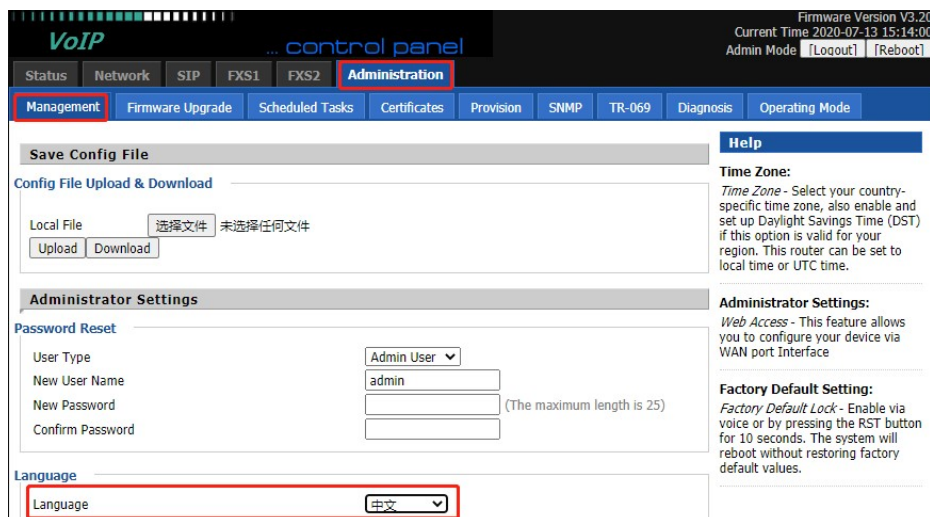 Firmware Version V3.20
VoIP ... control panel
Current Time 2020-07-13 15:14:00
Admin Mode [Logout] [Reboot]
Status Network SIP FXS1 FXS2 Administration
Management Firmware Upgrade Scheduled Tasks Certificates Provision SNMP TR-069 Diagnosis Operating Mode
Save Config File
Config File Upload & Download
Local File 选择文件 未选择任何文件
Upload Download
Administrator Settings
Password Reset
User Type Admin User
New User Name admin
New Password (The maximum length is 25)
Confirm Password
Language
Language 中文
Help
Time Zone:
Time Zone - Select your country-
specific time zone, also enable and
set up Daylight Savings Time (DST)
if this option is valid for your
region. This router can be set to
local time or UTC time.
Administrator Settings:
Web Access - This feature allows
you to configure your device via
WAN port Interface
Factory Default Setting:
Factory Default Lock - Enable via
voice or by pressing the RST button
for 10 seconds. The system will
reboot without restoring factory
default values.